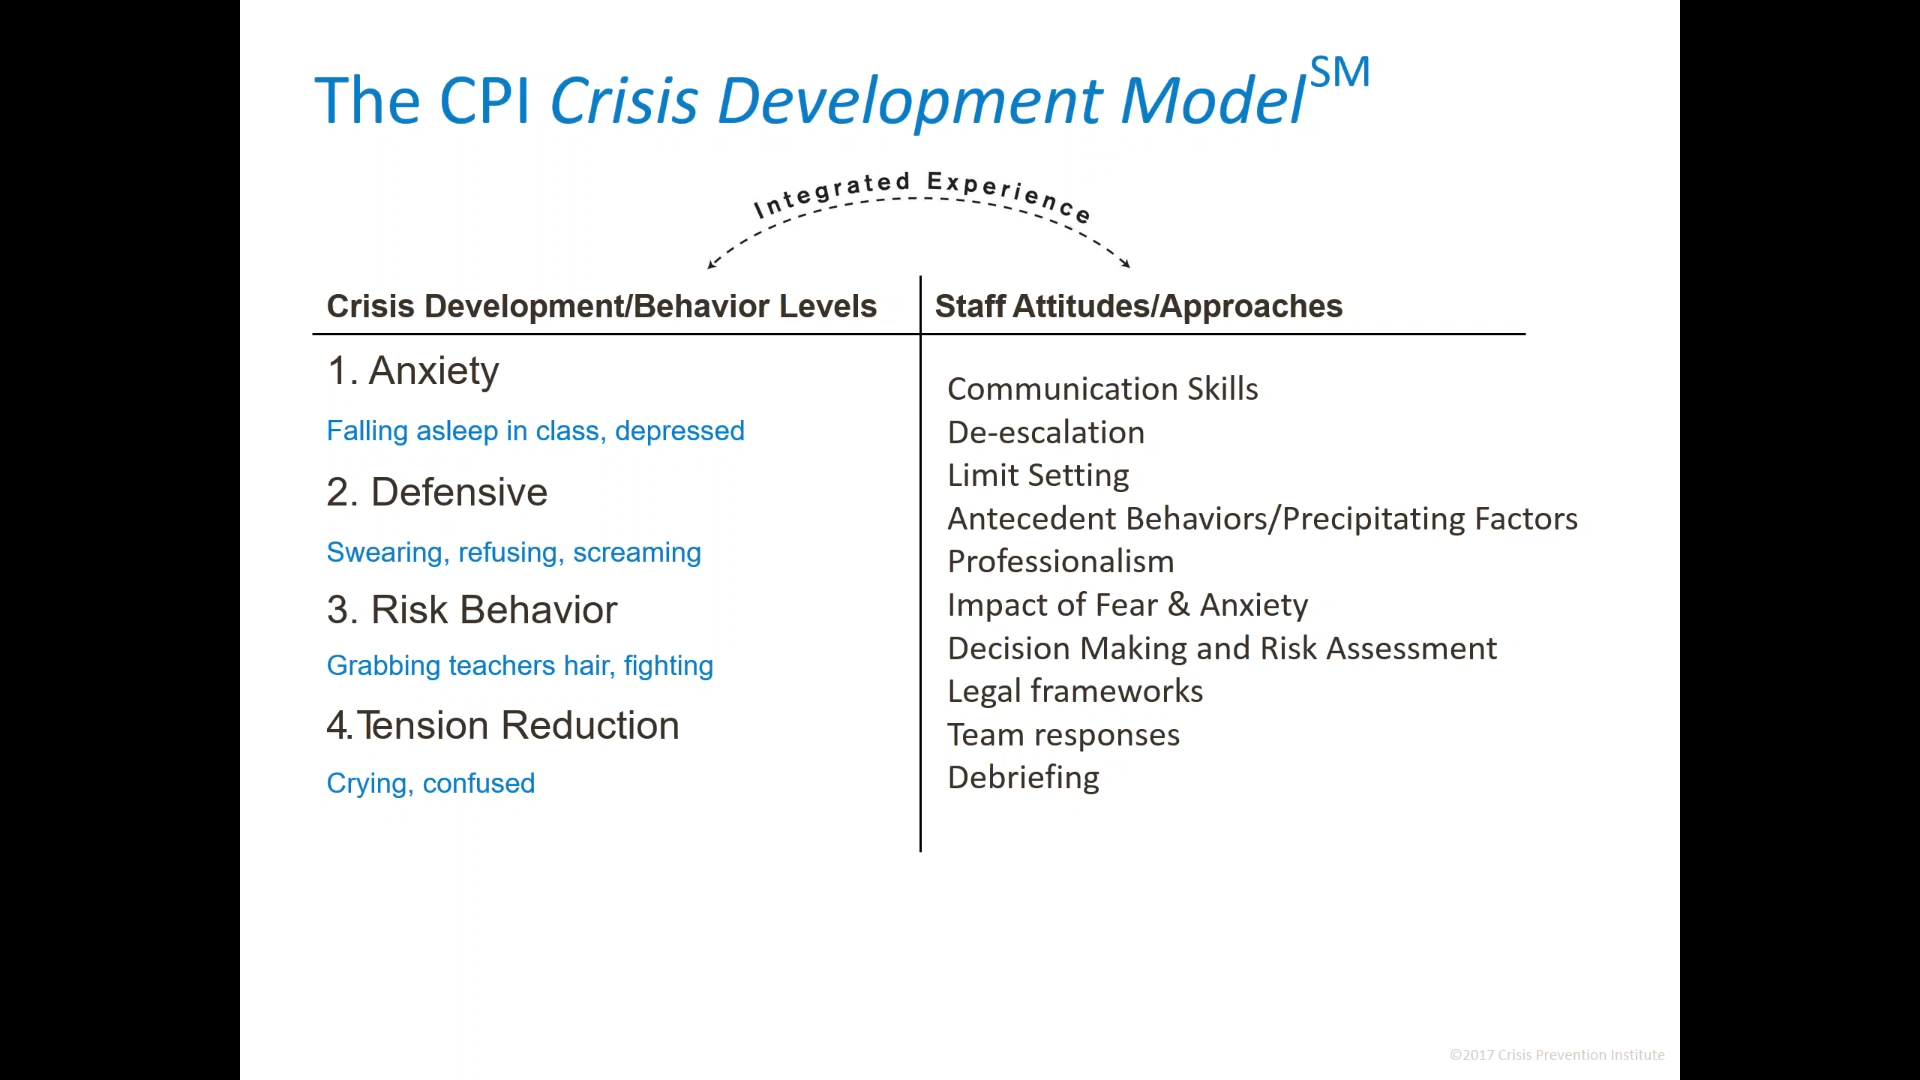 The CPI Crisis Development Model SM
Integrated Experience
Crisis Development/Behavior Levels
Staff Attitudes/Approaches
1. Anxiety
Falling asleep in class, depressed
2. Defensive
Swearing, refusing, screaming
3. Risk Behavior
Grabbing teachers hair, fighting
4.Tension Reduction
Crying, confused
Communication Skills
De-escalation
Limit Setting
Antecedent Behaviors/Precipitating Factors
Professionalism
Impact of Fear & Anxiety
Decision Making and Risk Assessment
Legal frameworks
Team responses
Debriefing
©2017 Crisis Prevention Institute